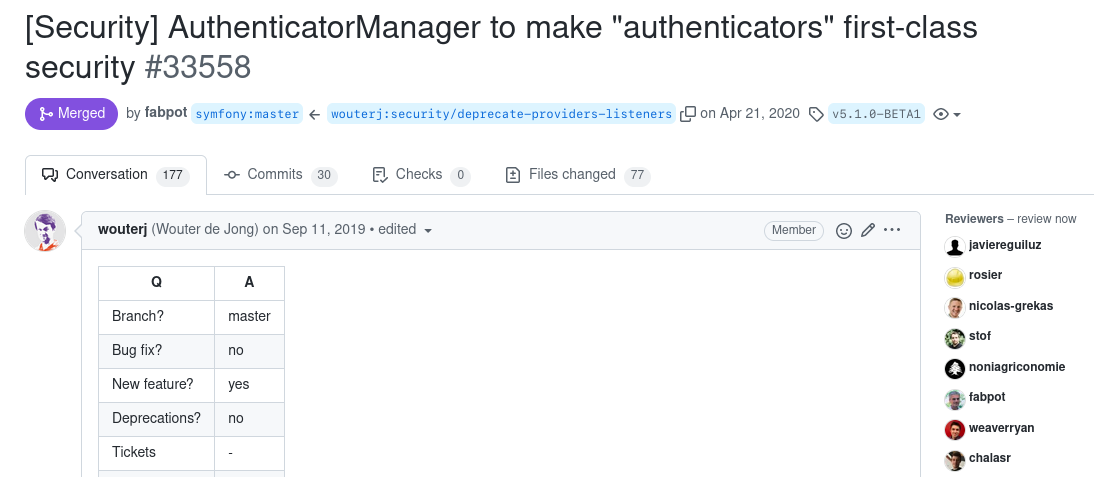 [Security] AuthenticatorManager to make "authenticators" first-class
security #33558
Merged by fabpot symfony:master ← wouterj:security/deprecate-providers-listeners on Apr 21, 2020 v5.1.0-BETA1
Conversation 177 Commits 30 Checks 0 Files changed 77
wouterj (Wouter de Jong) on Sep 11, 2019 • edited Member
Q A
Branch? master
Bug fix? no
New feature? yes
Deprecations? no
Tickets -
Reviewers – review now
javiereguiluz
rosier
nicolas-grekas
stof
noniagriconomie
fabpot
weaverryan
chalasr